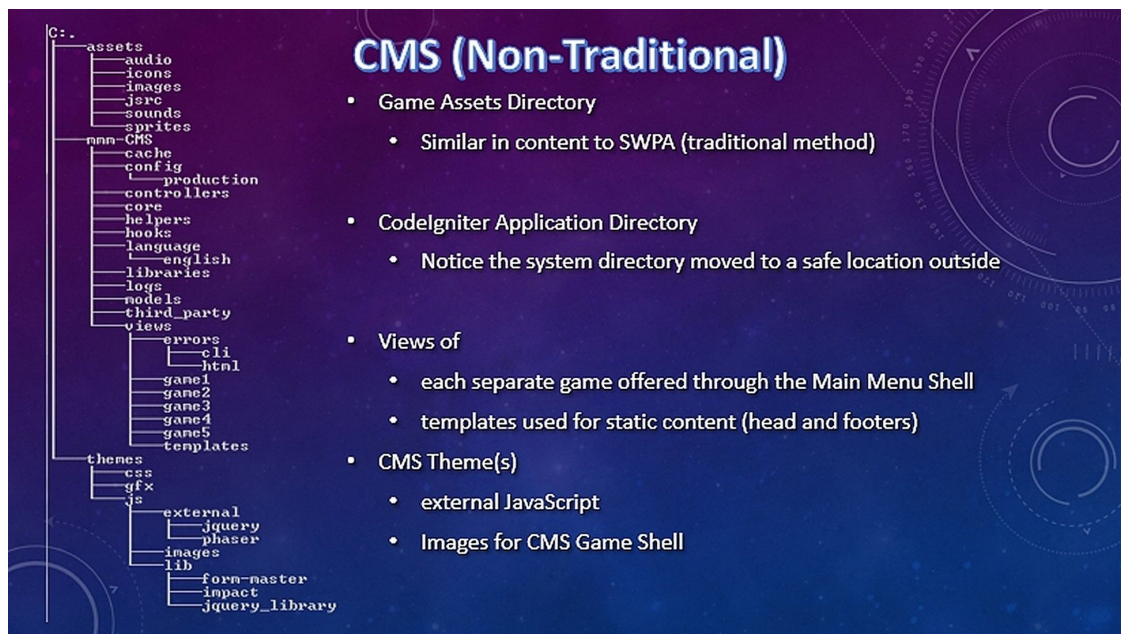 C:.
assets
audio
icons
images
jsrc
sounds
sprites
mmm-CMS
cache
config
production
controllers
core
helpers
hooks
language
english
libraries
logs
models
third_party
views
errors
cli
html
game1
game2
game3
game4
game5
templates
themes
css
gfx
js
external
jquery
phaser
images
lib
form-master
impact
jquery_library
CMS (Non-Traditional)
• Game Assets Directory
• Similar in content to SWPA (traditional method)
• CodeIgniter Application Directory
• Notice the system directory moved to a safe location outside
• Views of
• each separate game offered through the Main Menu Shell
• templates used for static content (head and footers)
• CMS Theme(s)
• external JavaScript
• Images for CMS Game Shell